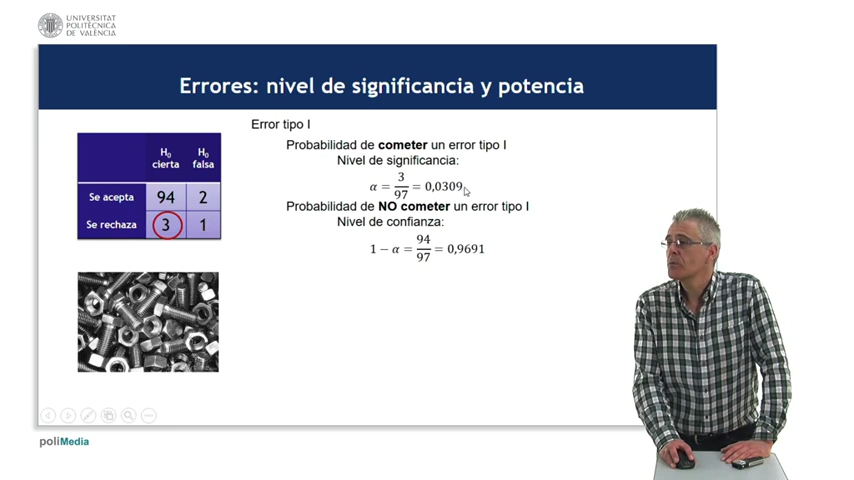 UNIVERSITAT
POLITÈCNICA
DE VALÈNCIA
Errores: nivel de significancia y potencia
H0 cierta H0 falsa
Se acepta 94 2
Se rechaza 3 1
Error tipo I
Probabilidad de cometer un error tipo I
Nivel de significancia:
α = 3/97 = 0,0309
Probabilidad de NO cometer un error tipo I
Nivel de confianza:
1 − α = 94/97 = 0,9691
poliMedia